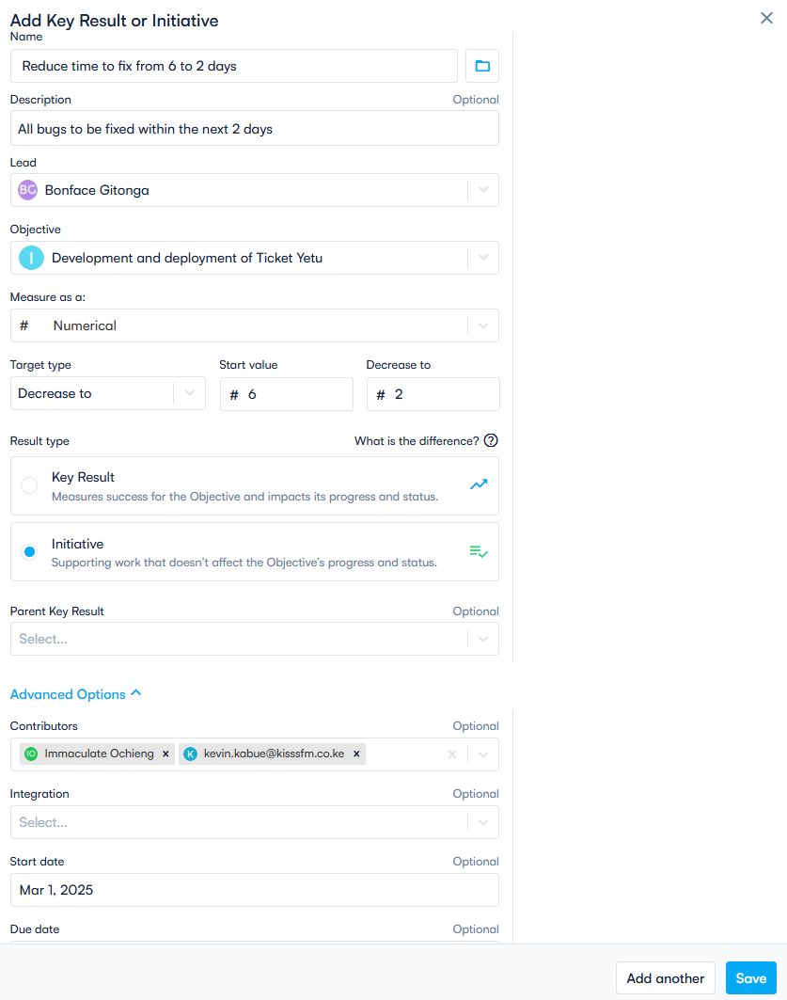 Add Key Result or Initiative
Name
Reduce time to fix from 6 to 2 days
Description Optional
All bugs to be fixed within the next 2 days
Lead
BG Bonface Gitonga
Objective
I Development and deployment of Ticket Yetu
Measure as a:
# Numerical
Target type Start value Decrease to
Decrease to # 6 # 2
Result type What is the difference? ?
Key Result
Measures success for the Objective and impacts its progress and status.
Initiative
Supporting work that doesn't affect the Objective's progress and status.
Parent Key Result Optional
Select...
Advanced Options
Contributors Optional
IO Immaculate Ochieng × K kevin.kabue@kisssfm.co.ke ×
Integration Optional
Select...
Start date Optional
Mar 1, 2025
Due date Optional
Add another Save